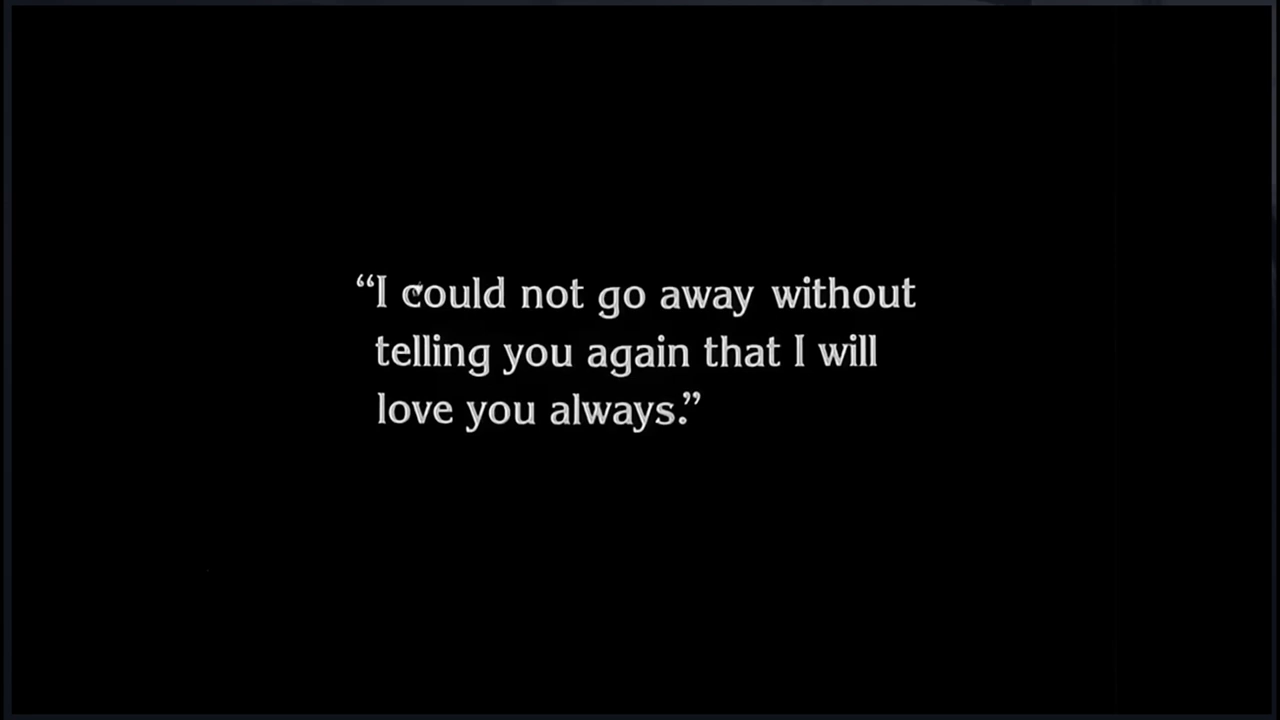 “I could not go away without
telling you again that I will
love you always.”